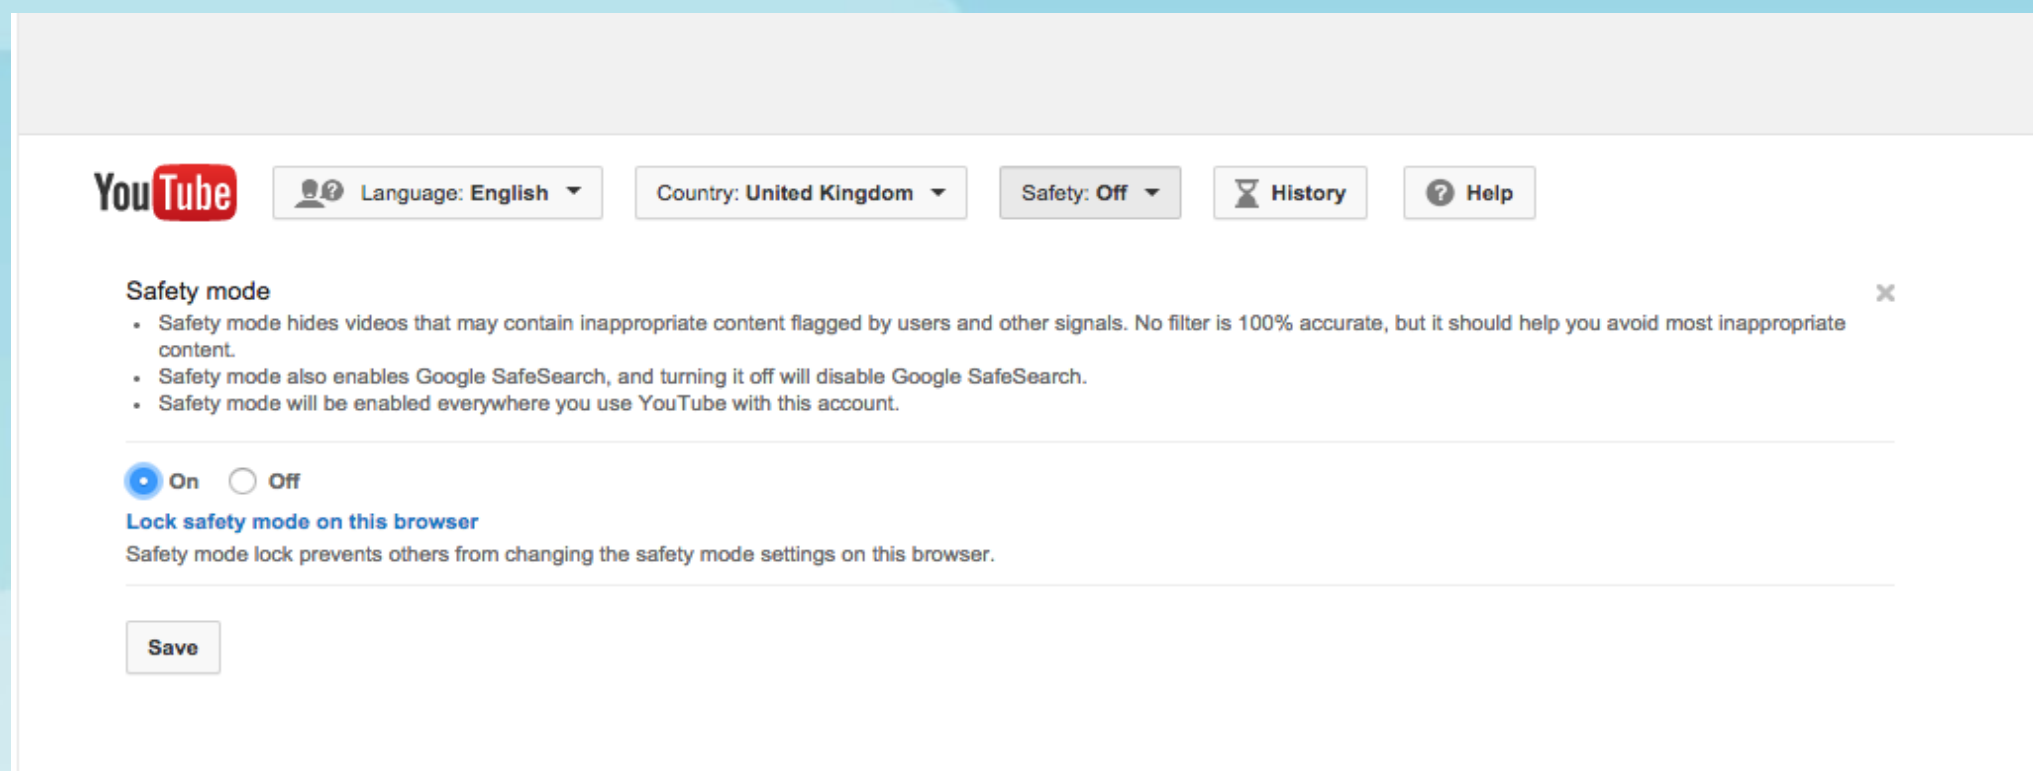 YouTube Language: English Country: United Kingdom Safety: Off History Help
Safety mode
Safety mode hides videos that may contain inappropriate content flagged by users and other signals. No filter is 100% accurate, but it should help you avoid most inappropriate
content.
Safety mode also enables Google SafeSearch, and turning it off will disable Google SafeSearch.
Safety mode will be enabled everywhere you use YouTube with this account.
On Off
Lock safety mode on this browser
Safety mode lock prevents others from changing the safety mode settings on this browser.
Save